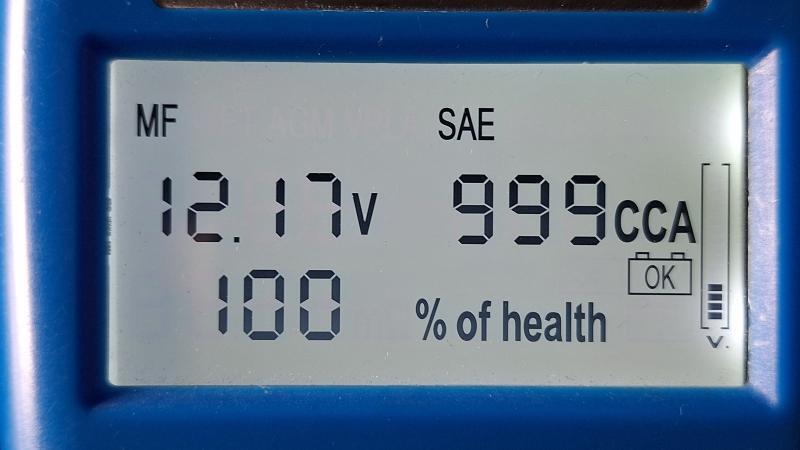 MF SAE
12.17V 999CCA
OK
100 % of health
V.